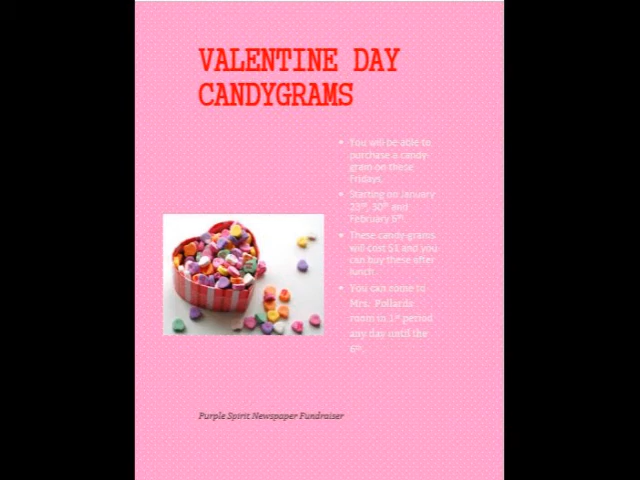 VALENTINE DAY
CANDYGRAMS
• You will be able to
purchase a candy-
gram on these
Fridays.
• Starting on January
23rd, 30th and
February 6th.
• These candy-grams
will cost $1 and you
can buy these after
lunch.
• You can come to
Mrs. Pollards
room in 1st period
any day until the
Purple Spirit Newspaper Fundraiser